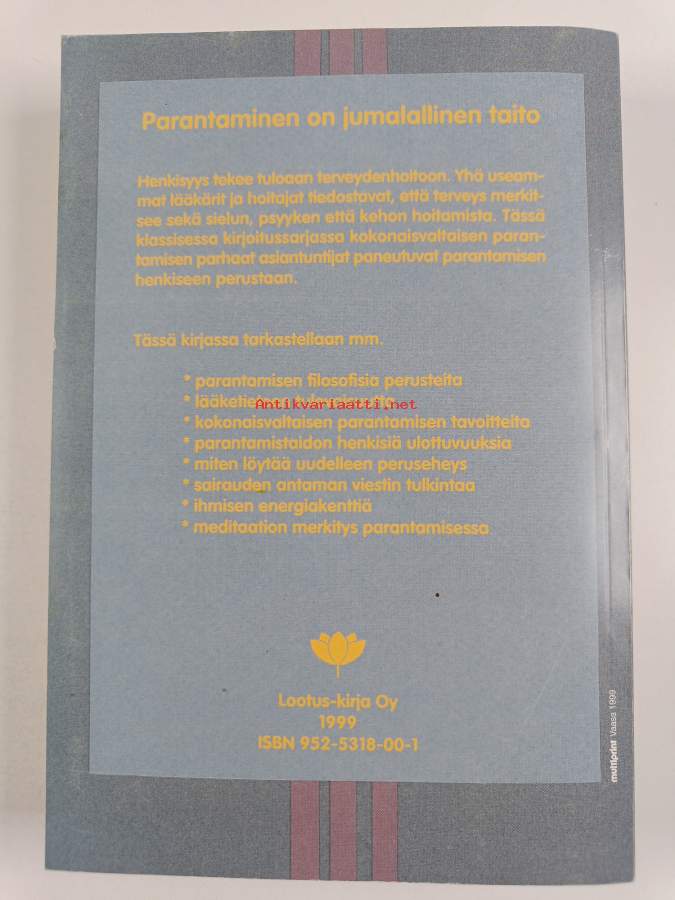 Parantaminen on jumalallinen taito
Henkisyys tekee tuloaan terveydenhoitoon. Yhä useam-
mat lääkärit ja hoitajat tiedostavat, että terveys merkit-
see sekä sielun, psyyken että kehon hoitamista. Tässä
klassisessa kirjoitussarjassa kokonaisvaltaisen paran-
tamisen parhaat asiantuntijat paneutuvat parantamisen
henkiseen perustaan.
Tässä kirjassa tarkastellaan mm.
* parantamisen filosofisia perusteita
* lääketieteen
Antikvariaatti.net
* kokonaisvaltaisen parantamisen tavoitteita
* parantamistaidon henkisiä ulottuvuuksia
* miten löytää uudelleen peruseheys
* sairauden antaman viestin tulkintaa
* ihmisen energiakenttiä
* meditaation merkitys parantamisessa
Lootus-kirja Oy
1999
ISBN 952-5318-00-1
multiprint Vaasa 1999